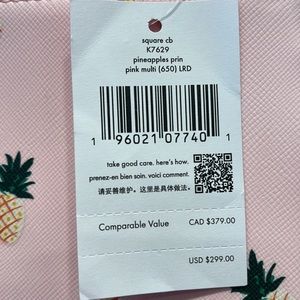 square cb
K7629
pineapples prin
pink multi (650) LRD
1 96021 07740 1
take good care. here's how.
prenez-en bien soin. voici comment.
请妥善维护。这里是具体做法。
Comparable Value CAD $379.00
USD $299.00